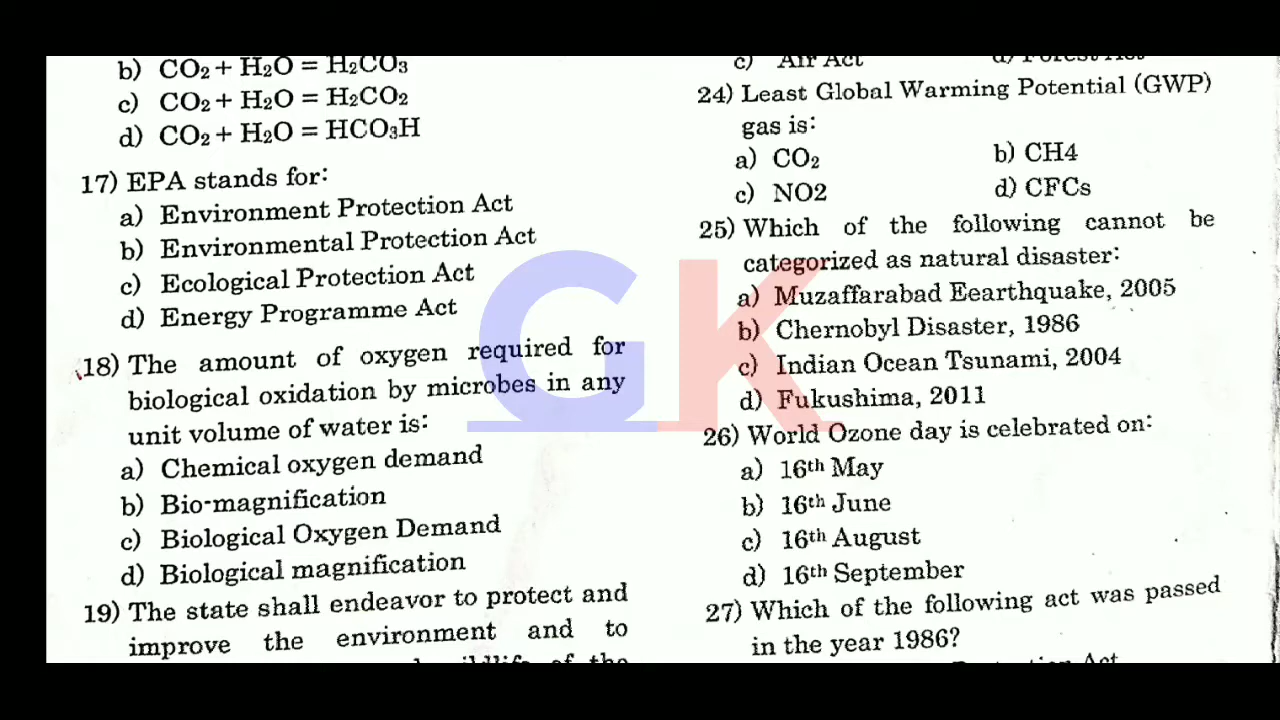 b) CO2 + H2O = H2CO3
c) CO2 + H2O = H2CO2
d) CO2 + H2O = HCO3H
17) EPA stands for:
a) Environment Protection Act
b) Environmental Protection Act
c) Ecological Protection Act
d) Energy Programme Act
18) The amount of oxygen required for
biological oxidation by microbes in any
unit volume of water is:
a) Chemical oxygen demand
b) Bio-magnification
c) Biological Oxygen Demand
d) Biological magnification
19) The state shall endeavor to protect and
improve the environment and to
of the
c) Air Act d) Forest Act
24) Least Global Warming Potential (GWP)
gas is:
a) CO2 b) CH4
c) NO2 d) CFCs
25) Which of the following cannot be
categorized as natural disaster:
a) Muzaffarabad Eearthquake, 2005
b) Chernobyl Disaster, 1986
c) Indian Ocean Tsunami, 2004
d) Fukushima, 2011
26) World Ozone day is celebrated on:
a) 16th May
b) 16th June
c) 16th August
d) 16th September
27) Which of the following act was passed
in the year 1986?
Protection Act
GK